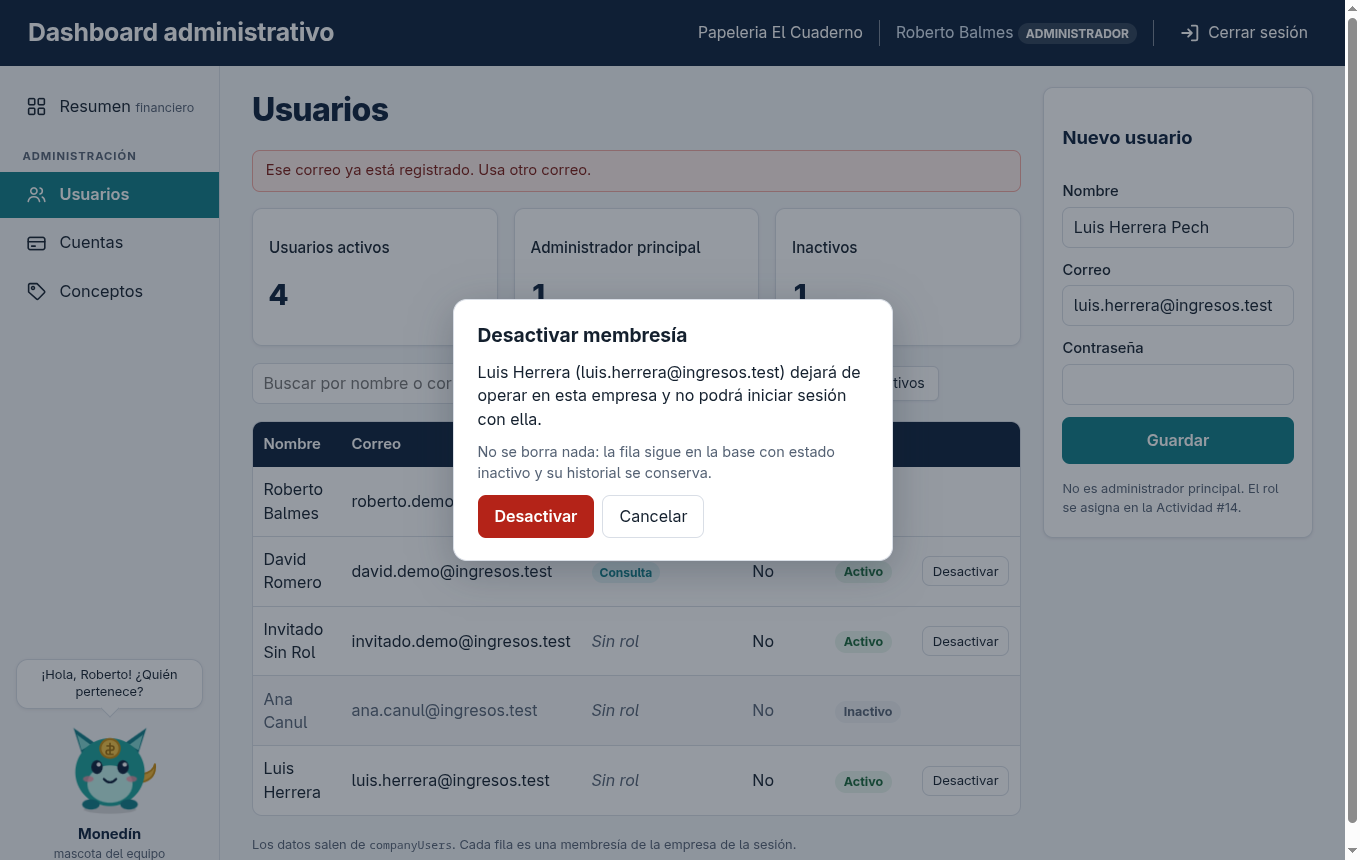 Dashboard administrativo
Papeleria El Cuaderno
Roberto Balmes ADMINISTRADOR
Cerrar sesión
Resumen financiero
ADMINISTRACIÓN
Usuarios
Cuentas
Conceptos
¡Hola, Roberto! ¿Quién
pertenece?
Monedín
mascota del equipo
Usuarios
Ese correo ya está registrado. Usa otro correo.
Usuarios activos
4
Administrador principal
1
Inactivos
1
Buscar por nombre o cor
tivos
Desactivar membresía
Luis Herrera (luis.herrera@ingresos.test) dejará de
operar en esta empresa y no podrá iniciar sesión
con ella.
No se borra nada: la fila sigue en la base con estado
inactivo y su historial se conserva.
Desactivar
Cancelar
Nombre Correo
Roberto
Balmes
roberto.demo
David
Romero
david.demo@ingresos.test Consulta No Activo Desactivar
Invitado
Sin Rol
invitado.demo@ingresos.test Sin rol No Activo Desactivar
Ana
Canul
ana.canul@ingresos.test Sin rol No Inactivo
Luis
Herrera
luis.herrera@ingresos.test Sin rol No Activo Desactivar
Los datos salen de companyUsers. Cada fila es una membresía de la empresa de la sesión.
Nuevo usuario
Nombre
Luis Herrera Pech
Correo
luis.herrera@ingresos.test
Contraseña
Guardar
No es administrador principal. El rol
se asigna en la Actividad #14.